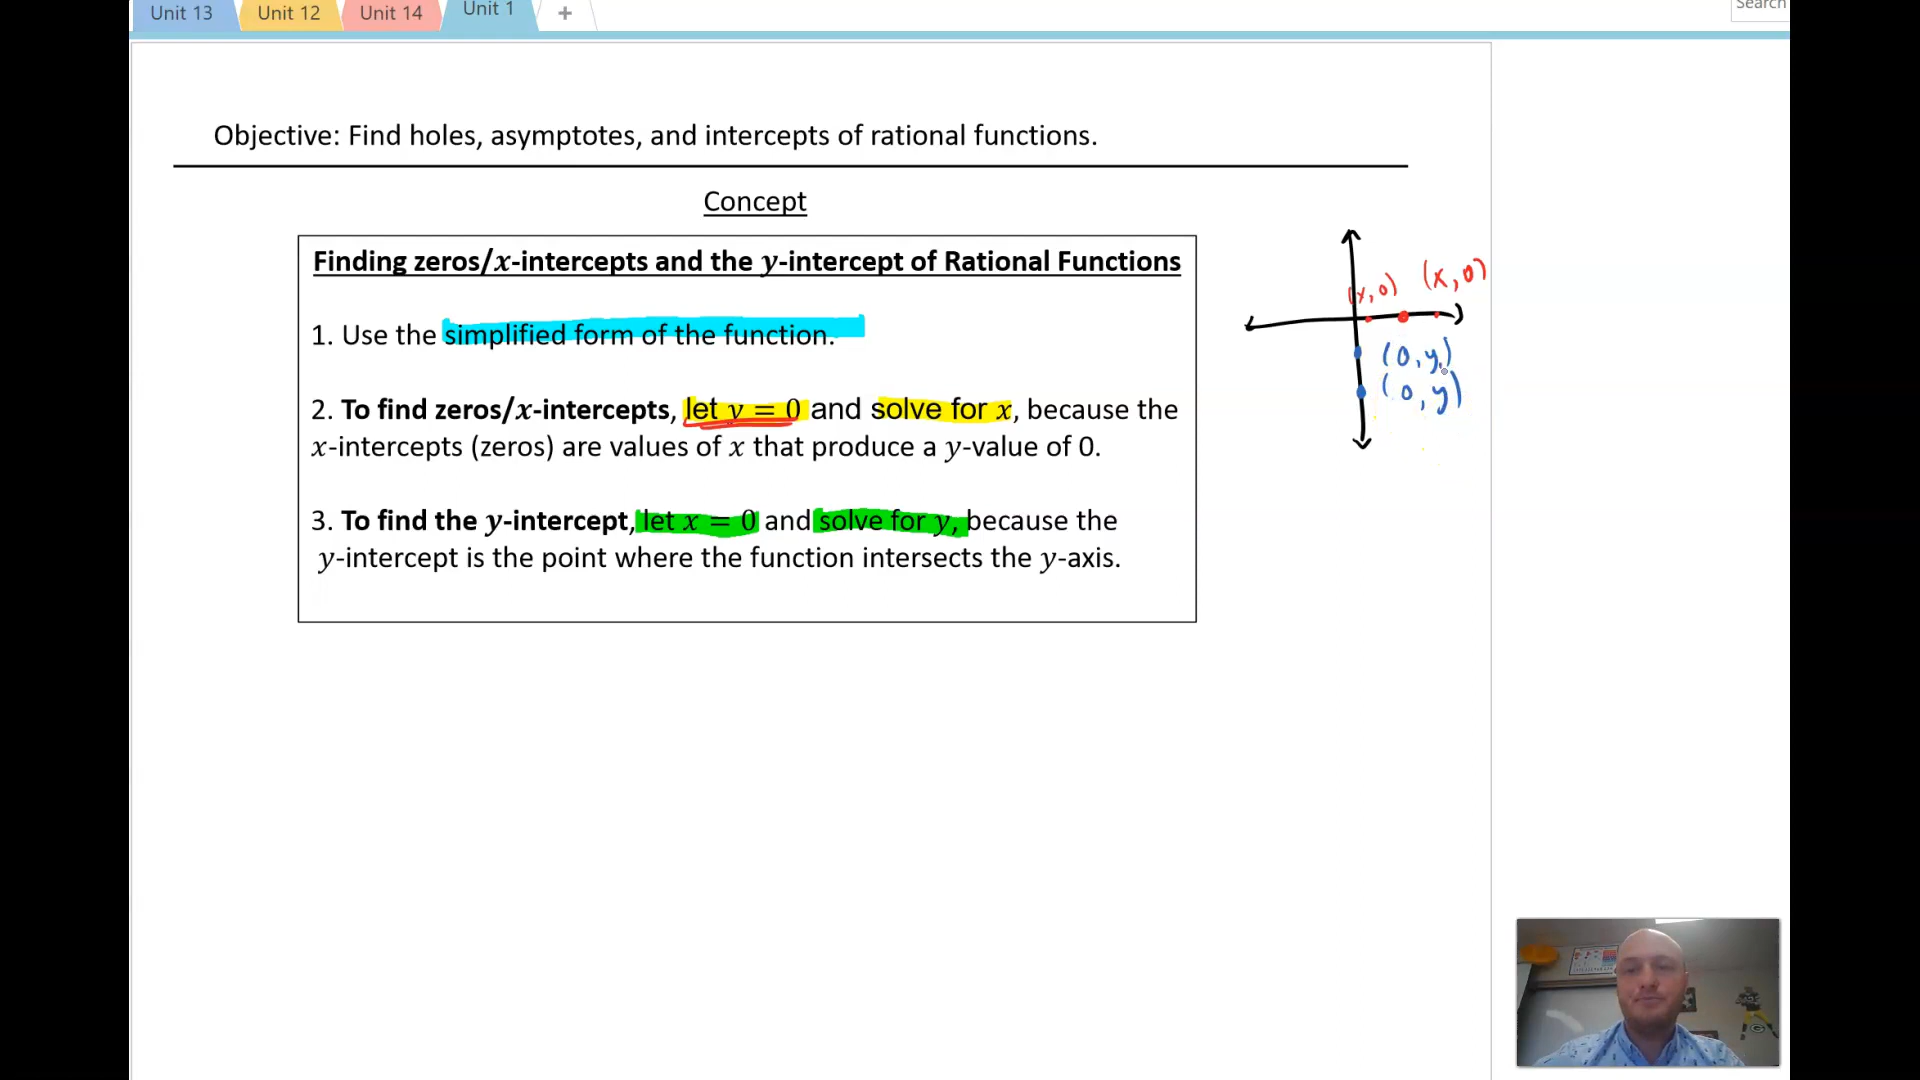 Unit 13 Unit 12 Unit 14 Unit 1 +
Search
Objective: Find holes, asymptotes, and intercepts of rational functions.
Concept
Finding zeros/x-intercepts and the y-intercept of Rational Functions
1. Use the simplified form of the function.
2. To find zeros/x-intercepts, let y = 0 and solve for x, because the
x-intercepts (zeros) are values of x that produce a y-value of 0.
3. To find the y-intercept, let x = 0 and solve for y, because the
y-intercept is the point where the function intersects the y-axis.
(x, 0) (x, 0)
(0, y)
(0, y)